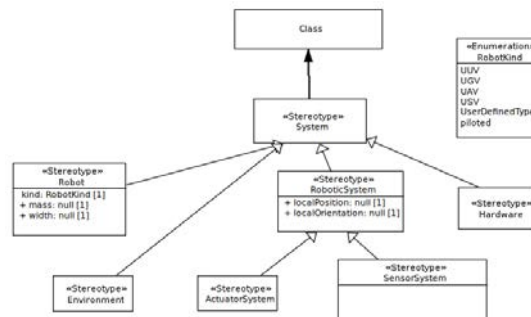 Class
«Enumeration»
RobotKind
UUV
UGV
UAV
USV
UserDefinedType
piloted
«Stereotype»
System
«Stereotype»
Robot
kind: RobotKind [1]
+ mass: null [1]
+ width: null [1]
«Stereotype»
RoboticSystem
+ localPosition: null [1]
+ localOrientation: null [1]
«Stereotype»
Hardware
«Stereotype»
Environment
«Stereotype»
ActuatorSystem
«Stereotype»
SensorSystem